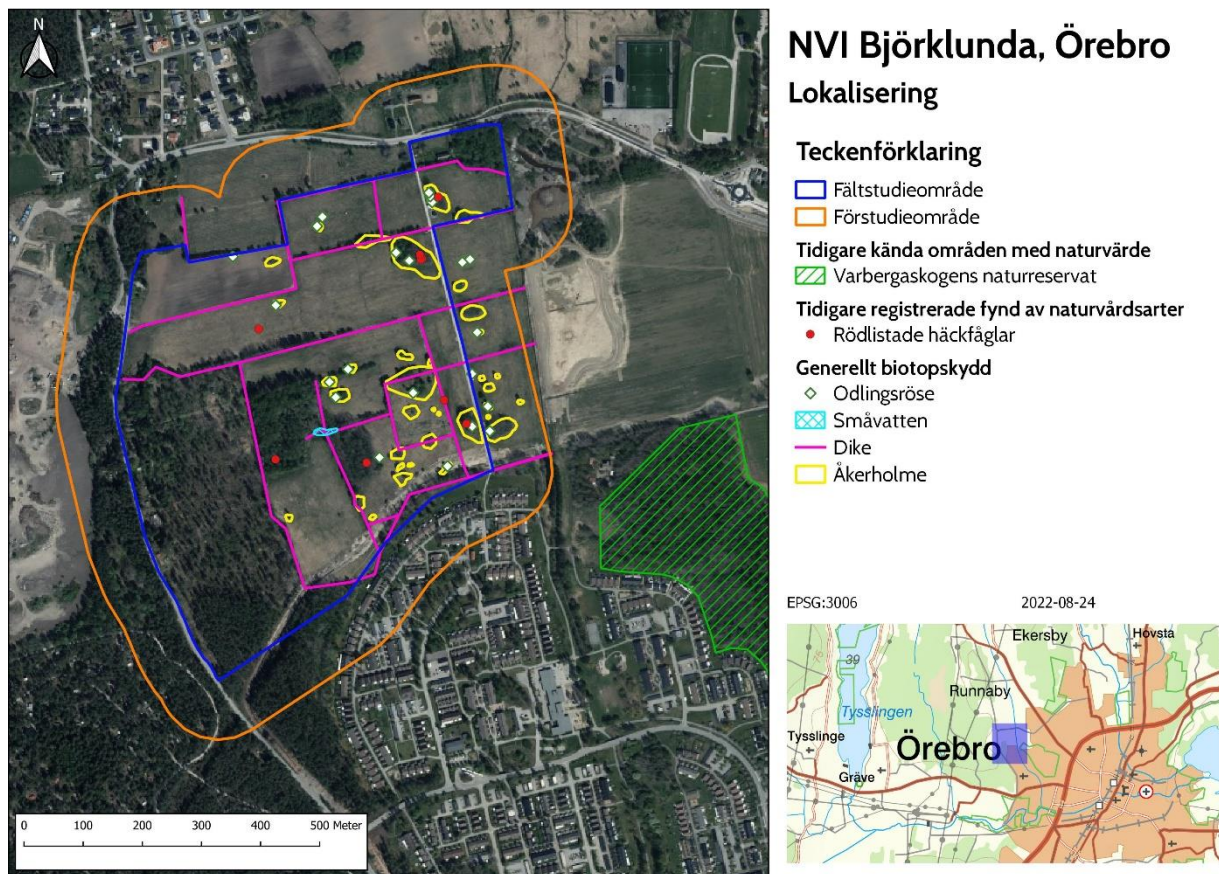 N
NVI Björklunda, Örebro
Lokalisering
Teckenförklaring
Fältstudieområde
Förstudieområde
Tidigare kända områden med naturvärde
Varbergaskogens naturreservat
Tidigare registrerade fynd av naturvårdsarter
Rödlistade häckfåglar
Generellt biotopskydd
Odlingsröse
Småvatten
Dike
Åkerholme
EPSG:3006 2022-08-24
0 100 200 300 400 500 Meter
Ekersby
Hovsta
39
Runnaby
Tysslingen
Tysslinge
Örebro
Gräve